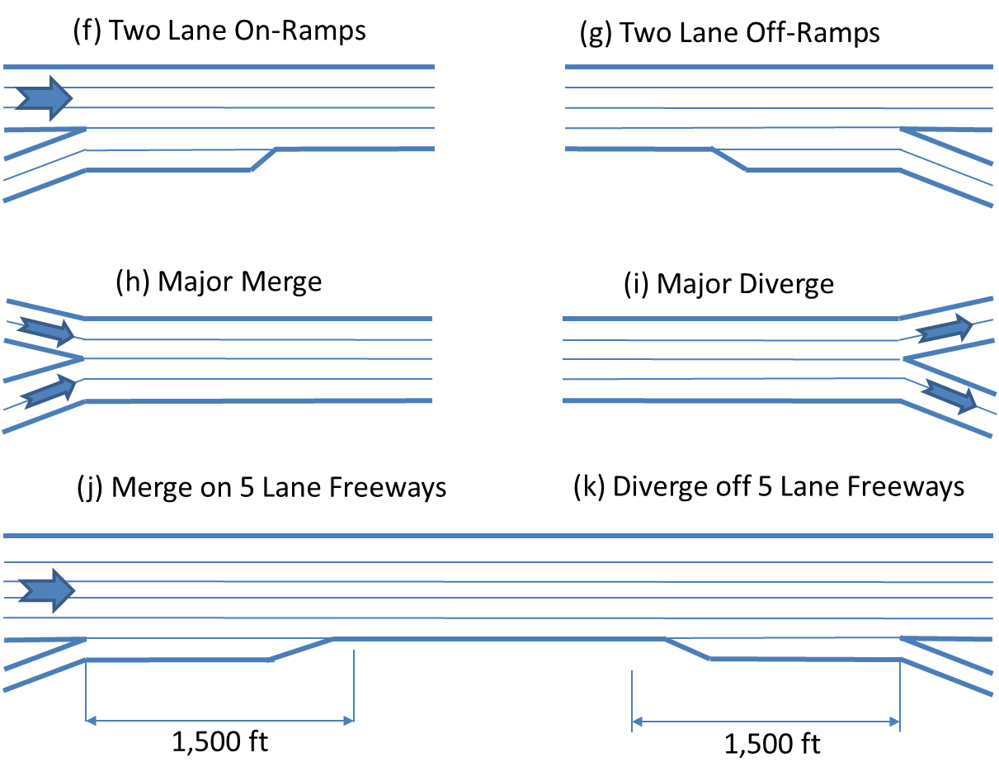 (f) Two Lane On-Ramps
(g) Two Lane Off-Ramps
(h) Major Merge
(i) Major Diverge
(j) Merge on 5 Lane Freeways
(k) Diverge off 5 Lane Freeways
1,500 ft
1,500 ft